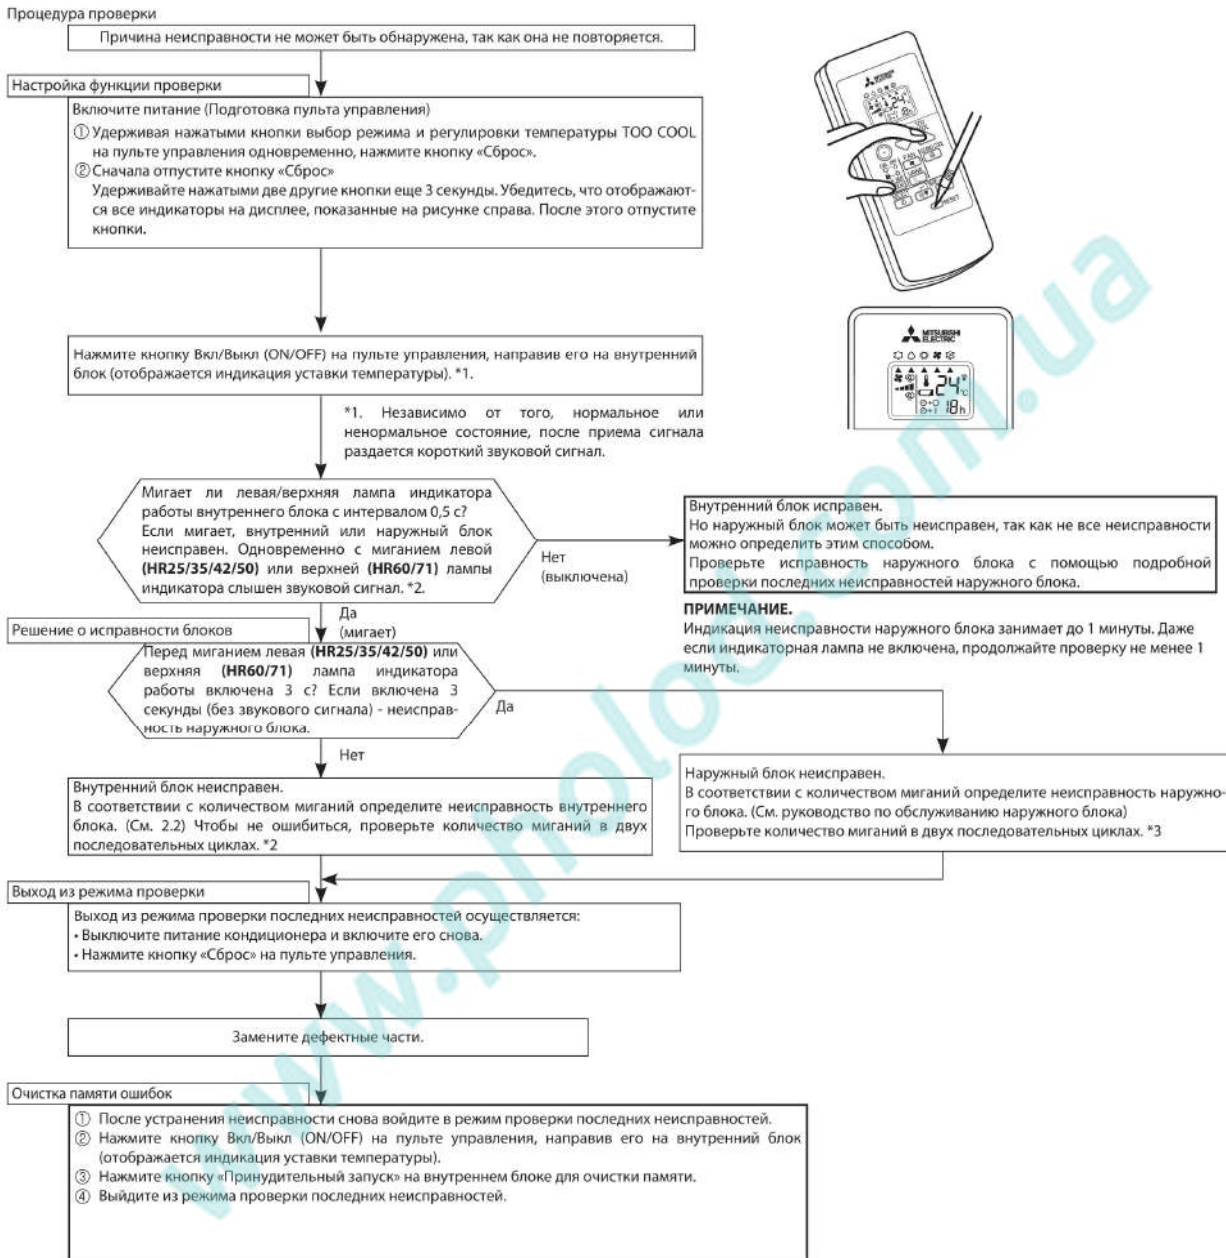 Процедура проверки
Причина неисправности не может быть обнаружена, так как она не повторяется.
Настройка функции проверки
Включите питание (Подготовка пульта управления)
① Удерживая нажатыми кнопки выбор режима и регулировки температуры TOO COOL
на пульте управления одновременно, нажмите кнопку «Сброс».
② Сначала отпустите кнопку «Сброс»
Удерживайте нажатыми две другие кнопки еще 3 секунды. Убедитесь, что отображают-
ся все индикаторы на дисплее, показанные на рисунке справа. После этого отпустите
кнопки.
MITSUBISHI
ELECTRIC
RESET
Нажмите кнопку Вкл/Выкл (ON/OFF) на пульте управления, направив его на внутренний
блок (отображается индикация уставки температуры). *1.
MITSUBISHI
ELECTRIC
24°C
18h
*1. Независимо от того, нормальное или
ненормальное состояние, после приема сигнала
раздается короткий звуковой сигнал.
Мигает ли левая/верхняя лампа индикатора
работы внутреннего блока с интервалом 0,5 с?
Если мигает, внутренний или наружный блок
неисправен. Одновременно с миганием левой
(HR25/35/42/50) или верхней (HR60/71) лампы
индикатора слышен звуковой сигнал. *2.
Нет
(выключена)
Внутренний блок исправен.
Но наружный блок может быть неисправен, так как не все неисправности
можно определить этим способом.
Проверьте исправность наружного блока с помощью подробной
проверки последних неисправностей наружного блока.
ПРИМЕЧАНИЕ.
Индикация неисправности наружного блока занимает до 1 минуты. Даже
если индикаторная лампа не включена, продолжайте проверку не менее 1
минуты.
Да
(мигает)
Решение о исправности блоков
Перед миганием левая (HR25/35/42/50) или
верхняя (HR60/71) лампа индикатора
работы включена 3 с? Если включена 3
секунды (без звукового сигнала) - неисправ-
ность наружного блока.
Да
Нет
Внутренний блок неисправен.
В соответствии с количеством миганий определите неисправность внутреннего
блока. (См. 2.2) Чтобы не ошибиться, проверьте количество миганий в двух
последовательных циклах. *2
Наружный блок неисправен.
В соответствии с количеством миганий определите неисправность наружно-
го блока. (См. руководство по обслуживанию наружного блока)
Проверьте количество миганий в двух последовательных циклах. *3
Выход из режима проверки
Выход из режима проверки последних неисправностей осуществляется:
• Выключите питание кондиционера и включите его снова.
• Нажмите кнопку «Сброс» на пульте управления.
Замените дефектные части.
Очистка памяти ошибок
① После устранения неисправности снова войдите в режим проверки последних неисправностей.
② Нажмите кнопку Вкл/Выкл (ON/OFF) на пульте управления, направив его на внутренний блок
(отображается индикация уставки температуры).
③ Нажмите кнопку «Принудительный запуск» на внутреннем блоке для очистки памяти.
④ Выйдите из режима проверки последних неисправностей.
www.pholod.com.ua